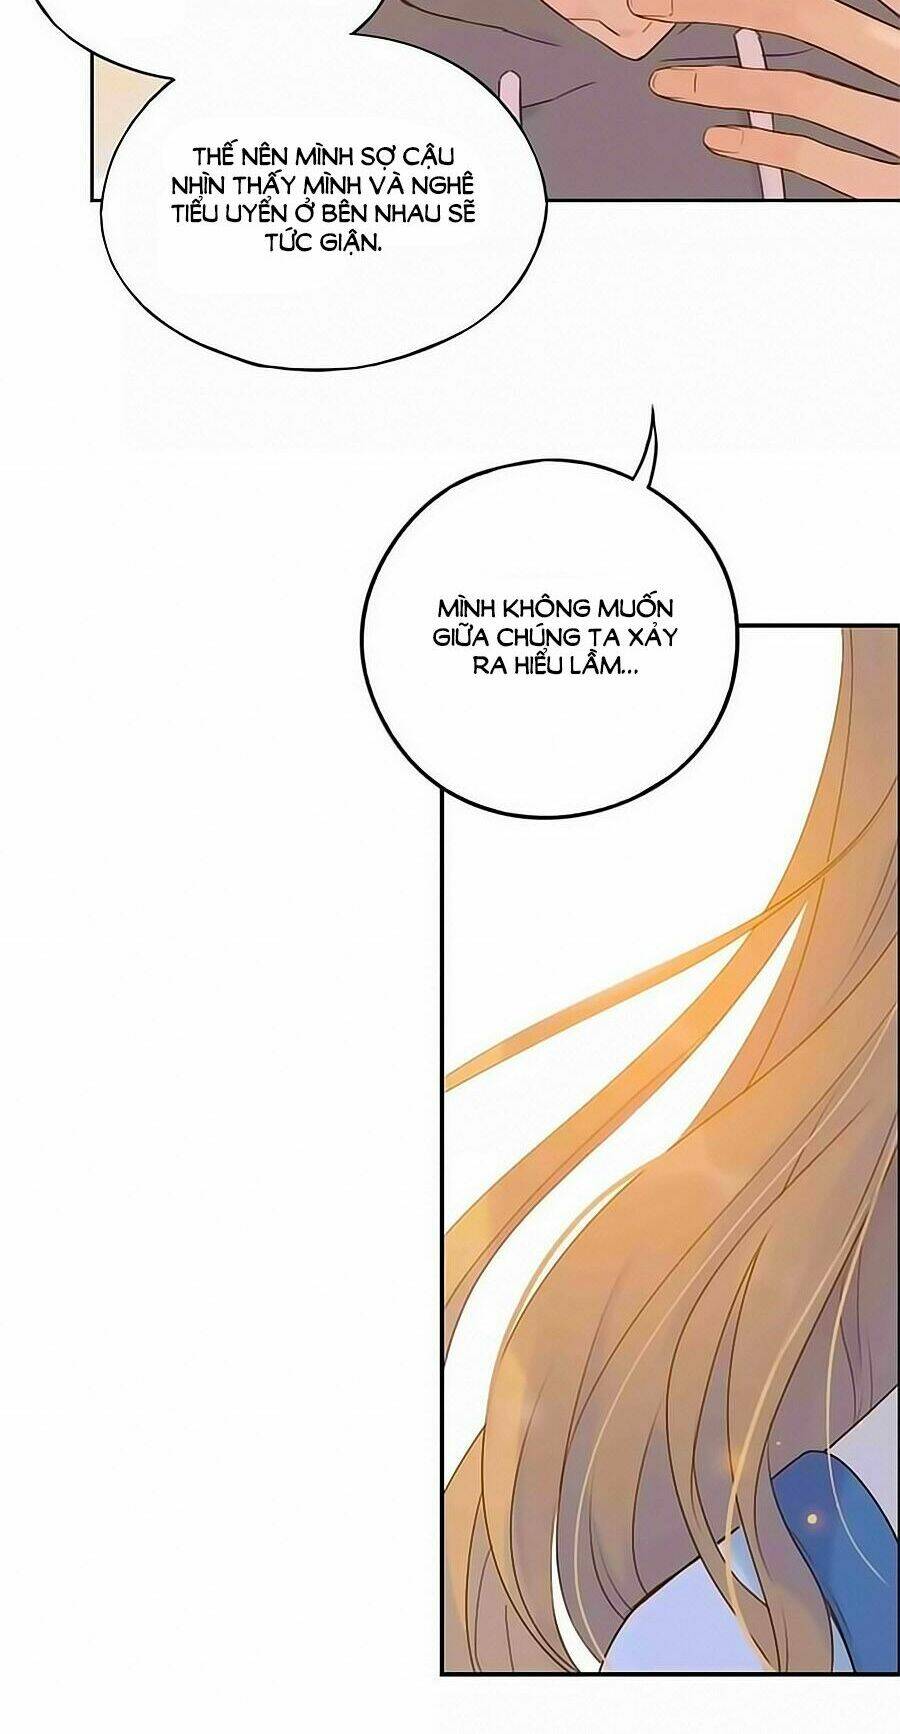 THẾ NÊN MÌNH SỢ CẬU
NHÌN THẤY MÌNH VÀ NGHÊ
TIỂU UYỂN Ở BÊN NHAU SẼ
TỨC GIẬN.
MÌNH KHÔNG MUỐN
GIỮA CHÚNG TA XẢY
RA HIỂU LẦM...